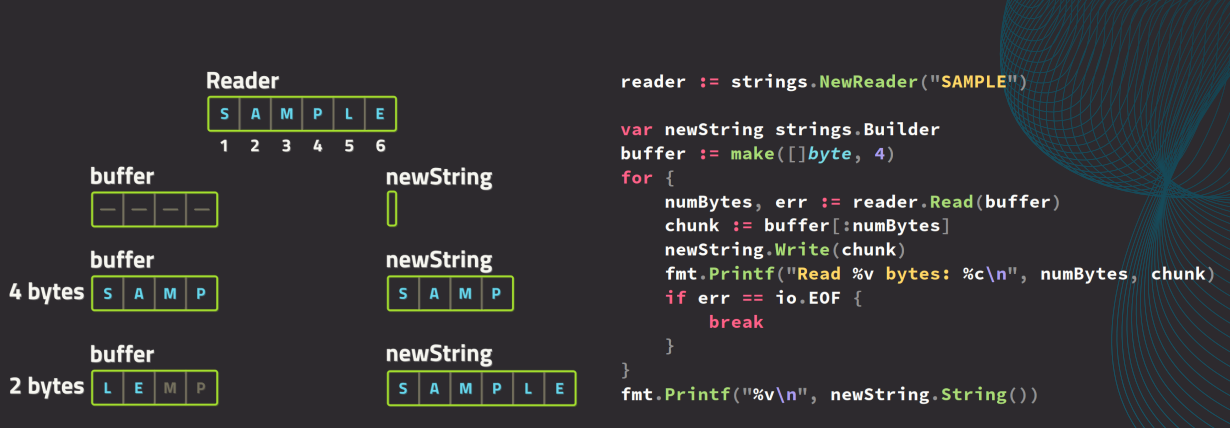 Reader
S A M P L E
1 2 3 4 5 6
buffer
— — — —
newString
buffer
4 bytes S A M P
newString
S A M P
buffer
2 bytes L E M P
newString
S A M P L E
reader := strings.NewReader("SAMPLE")
var newString strings.Builder
buffer := make([]byte, 4)
for {
    numBytes, err := reader.Read(buffer)
    chunk := buffer[:numBytes]
    newString.Write(chunk)
    fmt.Printf("Read %v bytes: %c\n", numBytes, chunk)
    if err == io.EOF {
        break
    }
}
fmt.Printf("%v\n", newString.String())